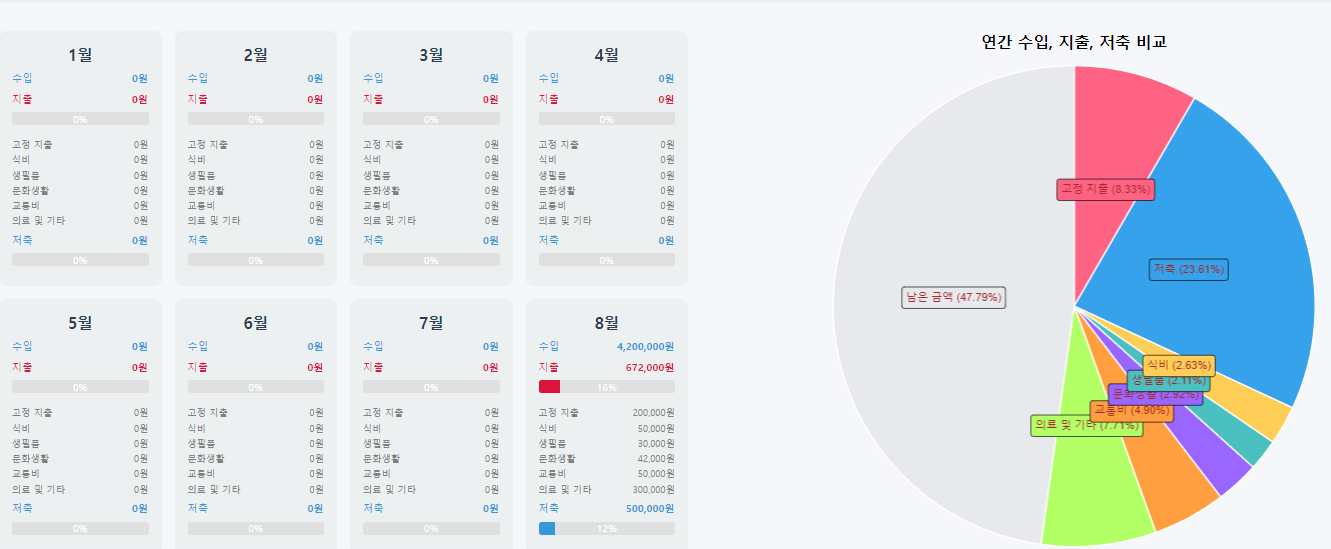 1월
수입 0원
지출 0원
0%
고정 지출 0원
식비 0원
생필품 0원
문화생활 0원
교통비 0원
의료 및 기타 0원
저축 0원
0%
2월
수입 0원
지출 0원
0%
고정 지출 0원
식비 0원
생필품 0원
문화생활 0원
교통비 0원
의료 및 기타 0원
저축 0원
0%
3월
수입 0원
지출 0원
0%
고정 지출 0원
식비 0원
생필품 0원
문화생활 0원
교통비 0원
의료 및 기타 0원
저축 0원
0%
4월
수입 0원
지출 0원
0%
고정 지출 0원
식비 0원
생필품 0원
문화생활 0원
교통비 0원
의료 및 기타 0원
저축 0원
0%
5월
수입 0원
지출 0원
0%
고정 지출 0원
식비 0원
생필품 0원
문화생활 0원
교통비 0원
의료 및 기타 0원
저축 0원
0%
6월
수입 0원
지출 0원
0%
고정 지출 0원
식비 0원
생필품 0원
문화생활 0원
교통비 0원
의료 및 기타 0원
저축 0원
0%
7월
수입 0원
지출 0원
0%
고정 지출 0원
식비 0원
생필품 0원
문화생활 0원
교통비 0원
의료 및 기타 0원
저축 0원
0%
8월
수입 4,200,000원
지출 672,000원
16%
고정 지출 200,000원
식비 50,000원
생필품 30,000원
문화생활 42,000원
교통비 50,000원
의료 및 기타 300,000원
저축 500,000원
12%
연간 수입, 지출, 저축 비교
고정 지출 (8.33%)
저축 (23.61%)
남은 금액 (47.79%)
식비 (2.63%)
생필품 (2.11%)
문화생활 (2.92%)
교통비 (4.90%)
의료 및 기타 (7.71%)